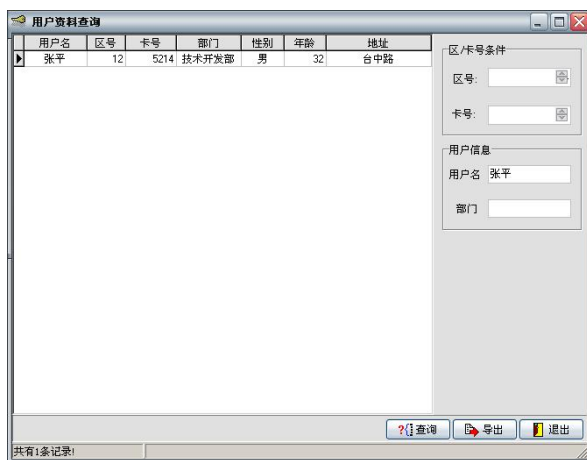 用户资料查询
用户名 区号 卡号 部门 性别 年龄 地址
张平 12 5214 技术开发部 男 32 台中路
区/卡号条件
区号:
卡号:
用户信息
用户名 张平
部门
?{} 查询 导出 退出
共有1条记录!